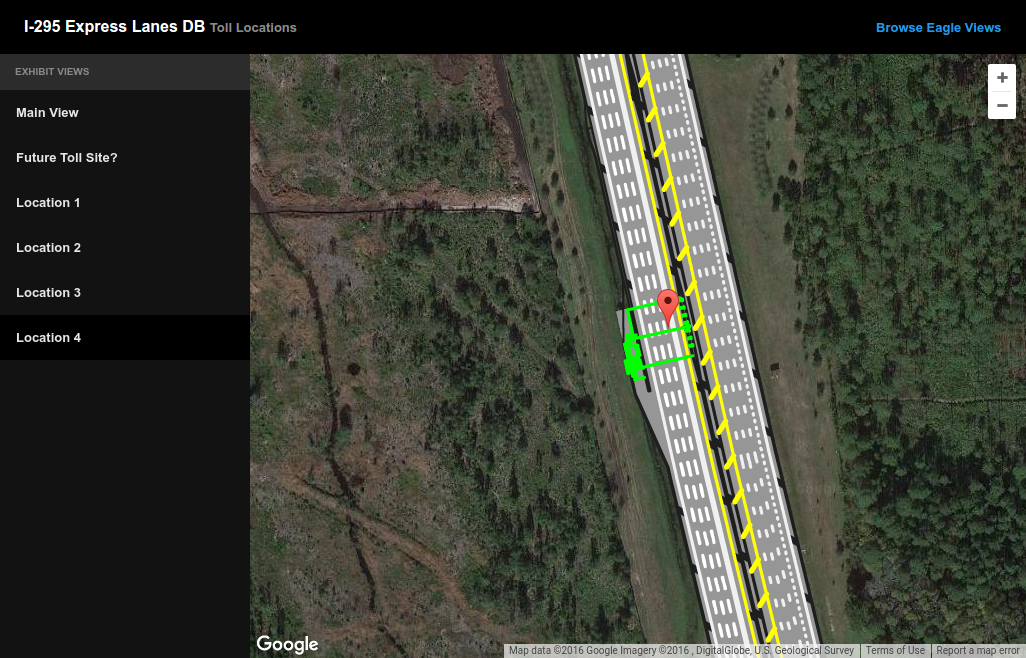 I-295 Express Lanes DB Toll Locations
Browse Eagle Views
EXHIBIT VIEWS
Main View
Future Toll Site?
Location 1
Location 2
Location 3
Location 4
+
−
Google
Map data ©2016 Google Imagery ©2016 , DigitalGlobe, U.S. Geological Survey
Terms of Use
Report a map error